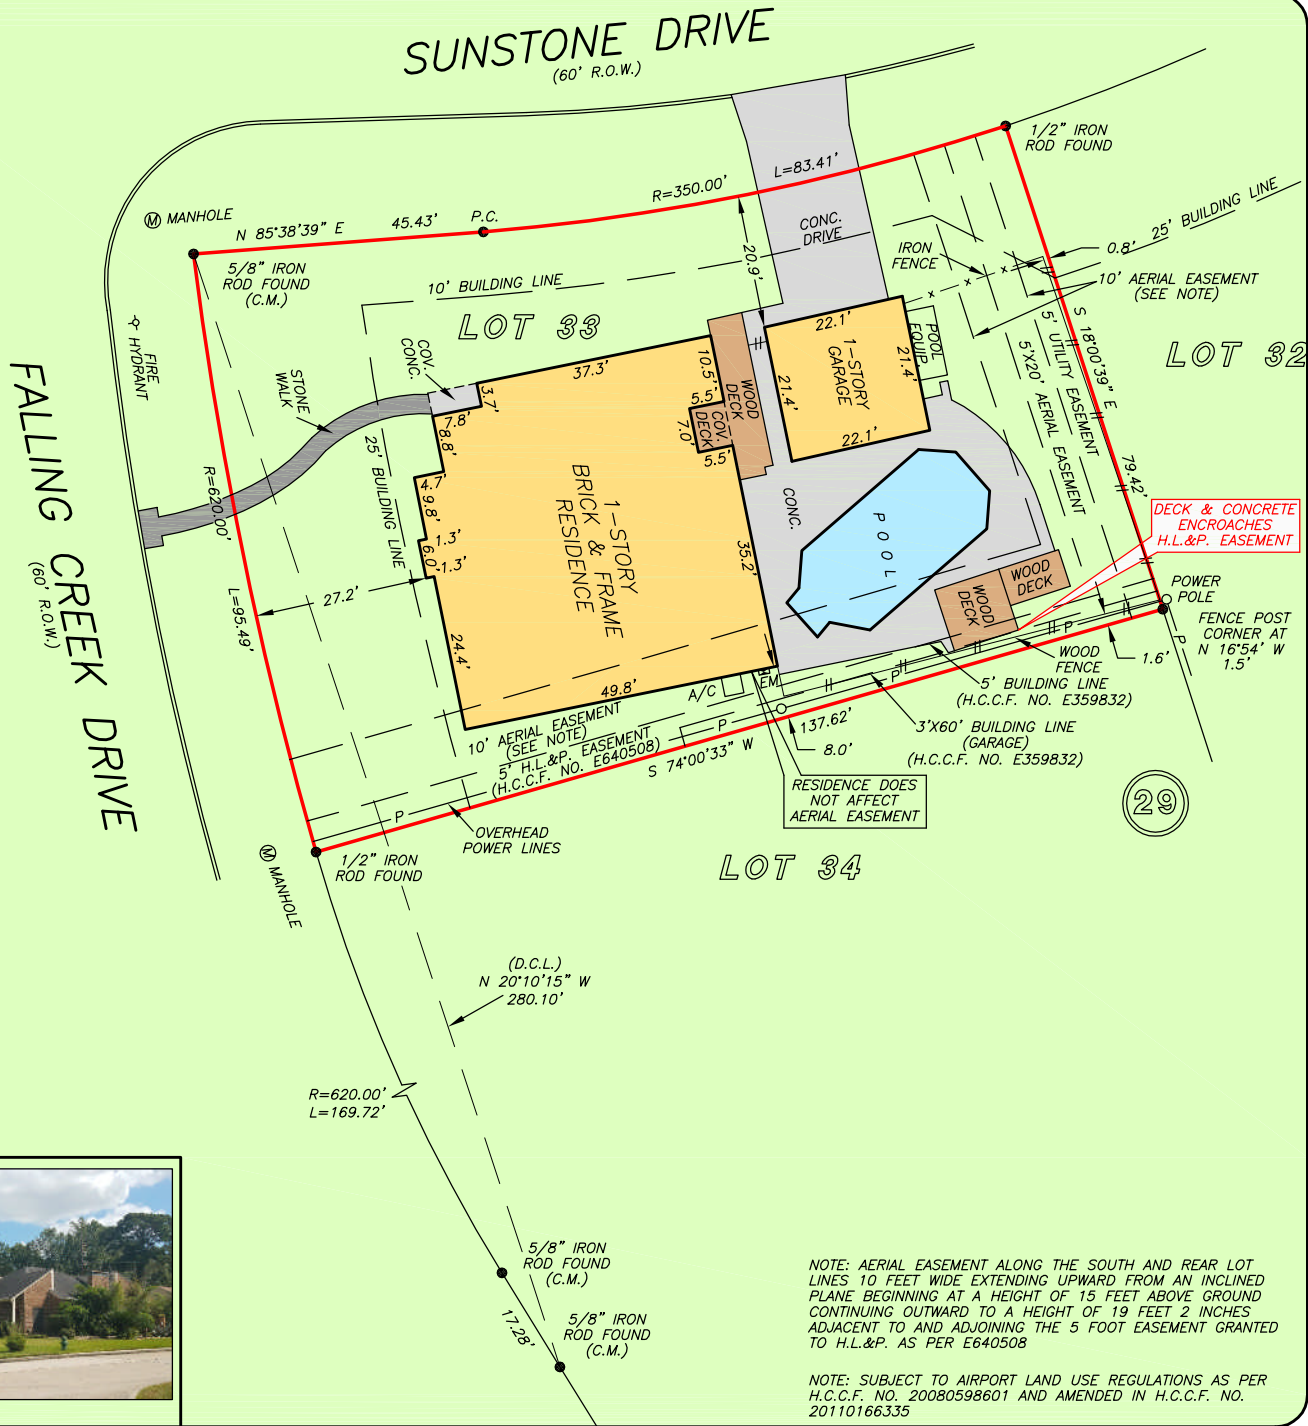 SUNSTONE DRIVE
(60' R.O.W.)
1/2" IRON
ROD FOUND
L=83.41'
R=350.00'
Ⓜ MANHOLE
N 85°38'39" E
45.43'
P.C.
5/8" IRON
ROD FOUND
(C.M.)
CONC.
DRIVE
20.9'
IRON
FENCE
25' BUILDING LINE
0.8'
10' AERIAL EASEMENT
(SEE NOTE)
10' BUILDING LINE
LOT 33
LOT 32
FIRE
HYDRANT
STONE
WALK
COV.
CONC.
FALLING CREEK DRIVE
(60' R.O.W.)
R=620.00'
L=95.49'
25' BUILDING LINE
27.2'
37.3'
3.7'
7.8'
8.8'
4.7'
9.8'
1.3'
6.0'
1.3'
24.4'
49.8'
35.2'
10.5'
5.5'
7.0'
5.5'
1-STORY
BRICK & FRAME
RESIDENCE
WOOD
DECK
COV.
DECK
22.1'
21.4'
21.4'
22.1'
1-STORY
GARAGE
POOL
EQUIP.
CONC.
POOL
5' UTILITY EASEMENT
5'X20' AERIAL EASEMENT
S 18°00'39" E
79.42'
DECK & CONCRETE
ENCROACHES
H.L.&P. EASEMENT
WOOD
DECK
WOOD
DECK
POWER
POLE
FENCE POST
CORNER AT
N 16°54' W
1.5'
P
P
1.6'
WOOD
FENCE
5' BUILDING LINE
(H.C.C.F. NO. E359832)
3'X60' BUILDING LINE
(GARAGE)
(H.C.C.F. NO. E359832)
P
P
P
A/C
EM
10' AERIAL EASEMENT
(SEE NOTE)
5' H.L.&P. EASEMENT
(H.C.C.F. NO. E640508)
S 74°00'33" W
137.62'
8.0'
RESIDENCE DOES
NOT AFFECT
AERIAL EASEMENT
29
OVERHEAD
POWER LINES
1/2" IRON
ROD FOUND
Ⓜ MANHOLE
LOT 34
(D.C.L.)
N 20°10'15" W
280.10'
R=620.00'
L=169.72'
5/8" IRON
ROD FOUND
(C.M.)
17.28'
5/8" IRON
ROD FOUND
(C.M.)
NOTE: AERIAL EASEMENT ALONG THE SOUTH AND REAR LOT
LINES 10 FEET WIDE EXTENDING UPWARD FROM AN INCLINED
PLANE BEGINNING AT A HEIGHT OF 15 FEET ABOVE GROUND
CONTINUING OUTWARD TO A HEIGHT OF 19 FEET 2 INCHES
ADJACENT TO AND ADJOINING THE 5 FOOT EASEMENT GRANTED
TO H.L.&P. AS PER E640508
NOTE: SUBJECT TO AIRPORT LAND USE REGULATIONS AS PER
H.C.C.F. NO. 20080598601 AND AMENDED IN H.C.C.F. NO.
20110166335